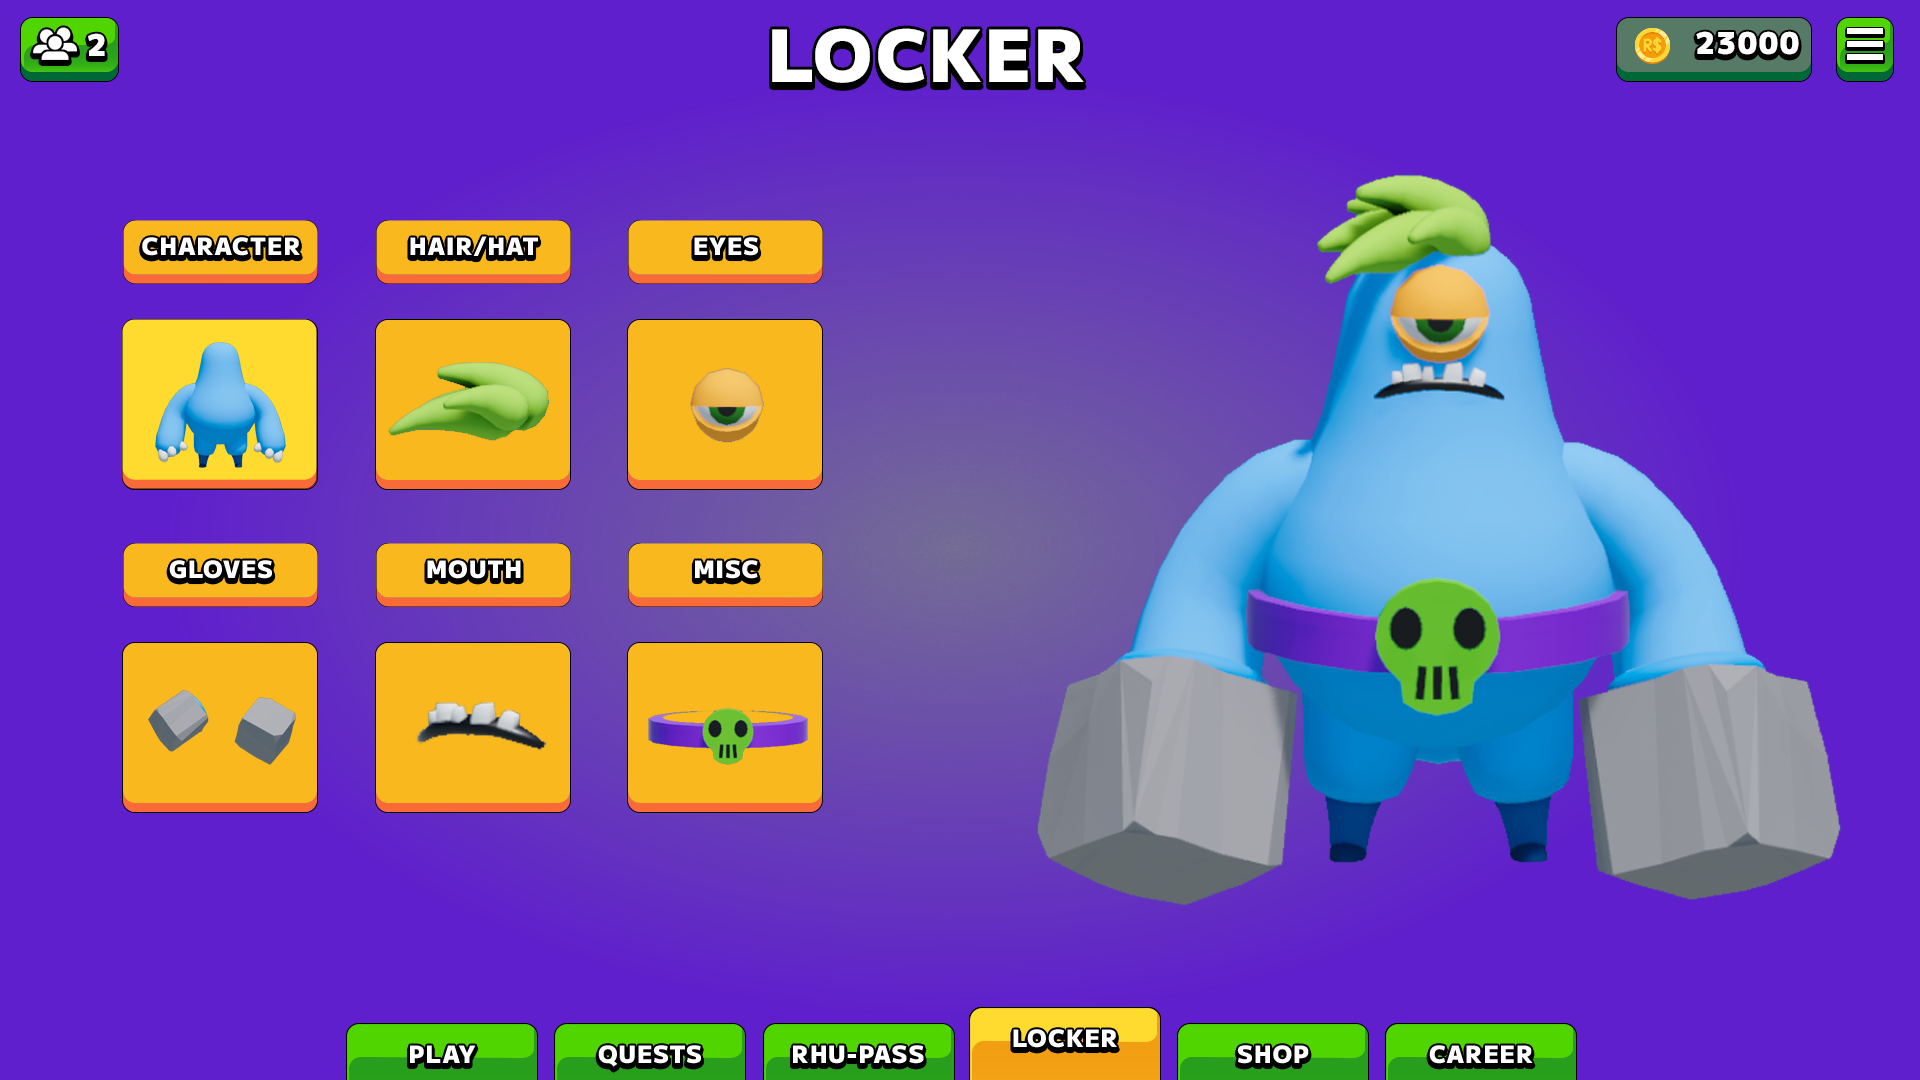 2
LOCKER
R$ 23000
CHARACTER
HAIR/HAT
EYES
GLOVES
MOUTH
MISC
PLAY
QUESTS
RHU-PASS
LOCKER
SHOP
CAREER